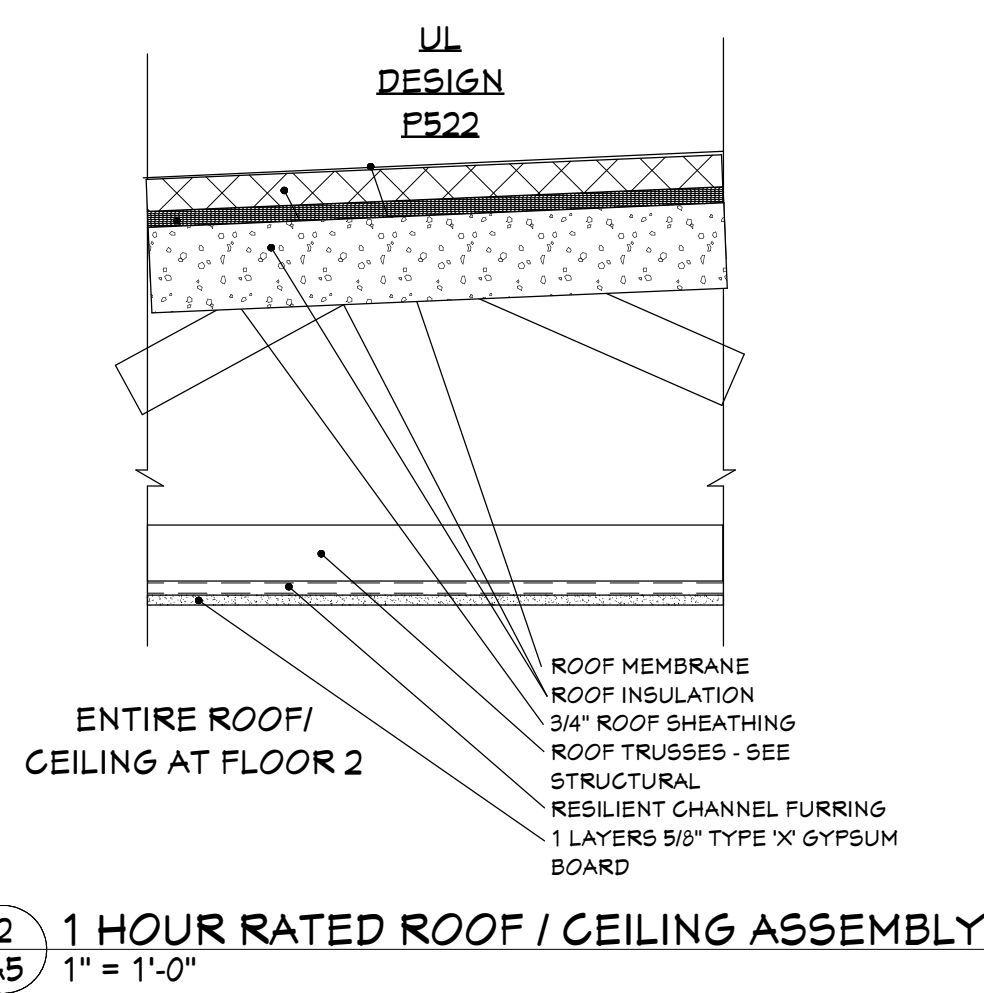 UL
DESIGN
P522
ROOF MEMBRANE
ROOF INSULATION
3/4" ROOF SHEATHING
ROOF TRUSSES - SEE
STRUCTURAL
RESILIENT CHANNEL FURRING
1 LAYERS 5/8" TYPE 'X' GYPSUM
BOARD
ENTIRE ROOF/
CEILING AT FLOOR 2
1 HOUR RATED ROOF / CEILING ASSEMBLY
1" = 1'-0"